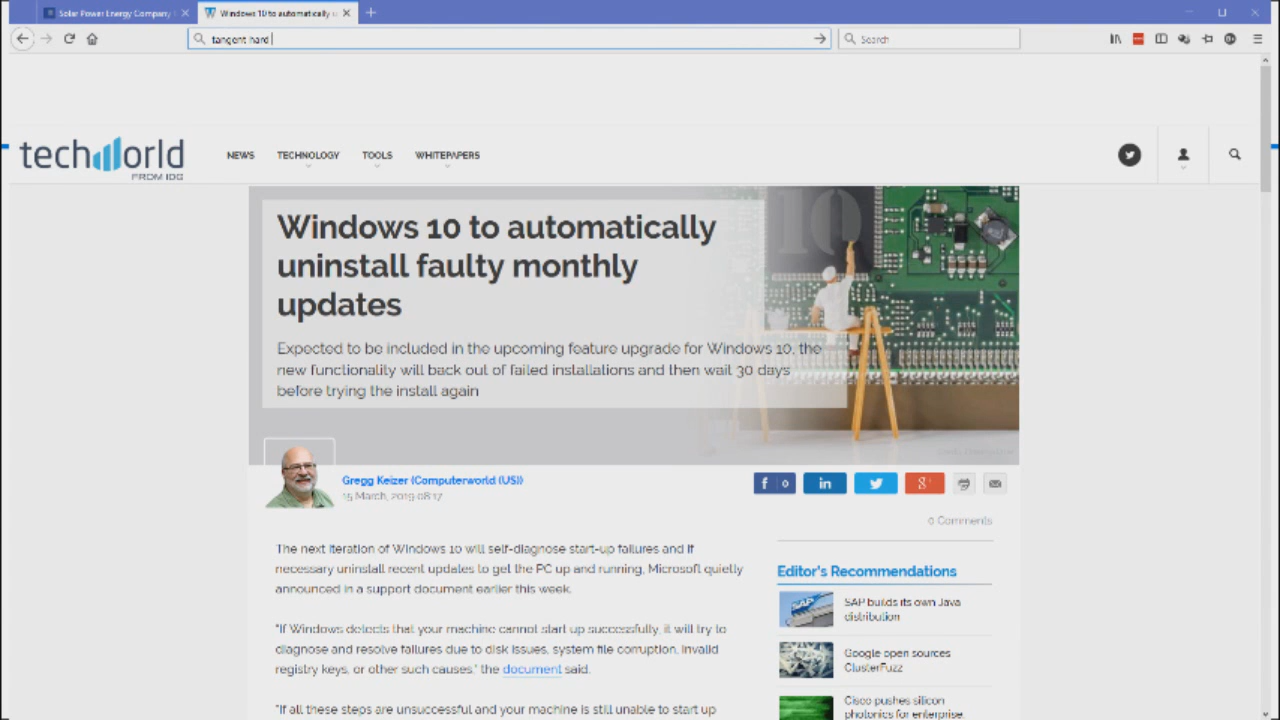 Solar Power Energy Company
Windows 10 to automatically u
tangent hard
Search
techworld
FROM IDG
NEWS
TECHNOLOGY
TOOLS
WHITEPAPERS
10
Windows 10 to automatically
uninstall faulty monthly
updates
Expected to be included in the upcoming feature upgrade for Windows 10, the
new functionality will back out of failed installations and then wait 30 days
before trying the install again
Gregg Keizer (Computerworld (US))
15 March, 2019 08:17
f 0
in
g+
0 Comments
The next iteration of Windows 10 will self-diagnose start-up failures and if
necessary uninstall recent updates to get the PC up and running, Microsoft quietly
announced in a support document earlier this week.
"If Windows detects that your machine cannot start up successfully, it will try to
diagnose and resolve failures due to disk issues, system file corruption, invalid
registry keys, or other such causes," the document said.
"If all these steps are unsuccessful and your machine is still unable to start up
Editor's Recommendations
SAP
SAP builds its own Java
distribution
Google open sources
ClusterFuzz
Cisco pushes silicon
photonics for enterprise,